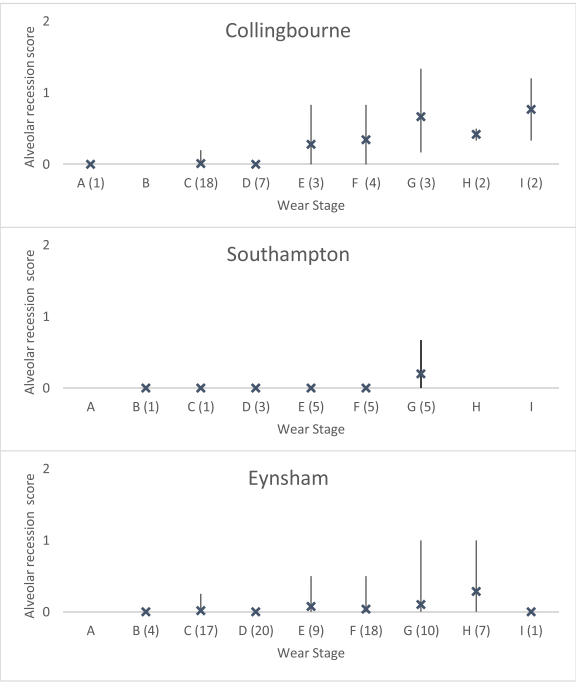 Collingbourne
Alveolar recession score
2
1
0
A (1) B C (18) D (7) E (3) F (4) G (3) H (2) I (2)
Wear Stage
Southampton
Alveolar recession score
2
1
0
A B (1) C (1) D (3) E (5) F (5) G (5) H I
Wear Stage
Eynsham
Alveolar recession score
2
1
0
A B (4) C (17) D (20) E (9) F (18) G (10) H (7) I (1)
Wear Stage